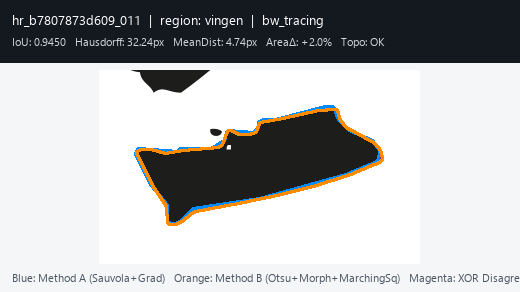 hr_b7807873d609_011 | region: vingen | bw_tracing
IoU: 0.9450 Hausdorff: 32.24px MeanDist: 4.74px AreaΔ: +2.0% Topo: OK
Blue: Method A (Sauvola+Grad) Orange: Method B (Otsu+Morph+MarchingSq) Magenta: XOR Disagre